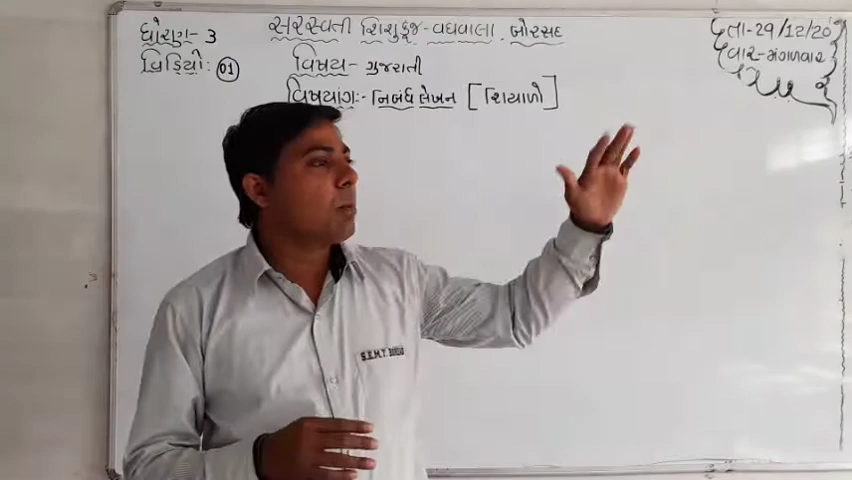 ધોરણ - 3
સરસ્વતી શિશુકુંજ - વઘવાલા. બોરસદ
તા - 29/12/20
વિડિયો: 01
વિષય - ગુજરાતી
વાર - મંગળવાર
વિષયાંગ:- નિબંધ લેખન [શિયાળો]
S.E.M.T. BORSAD